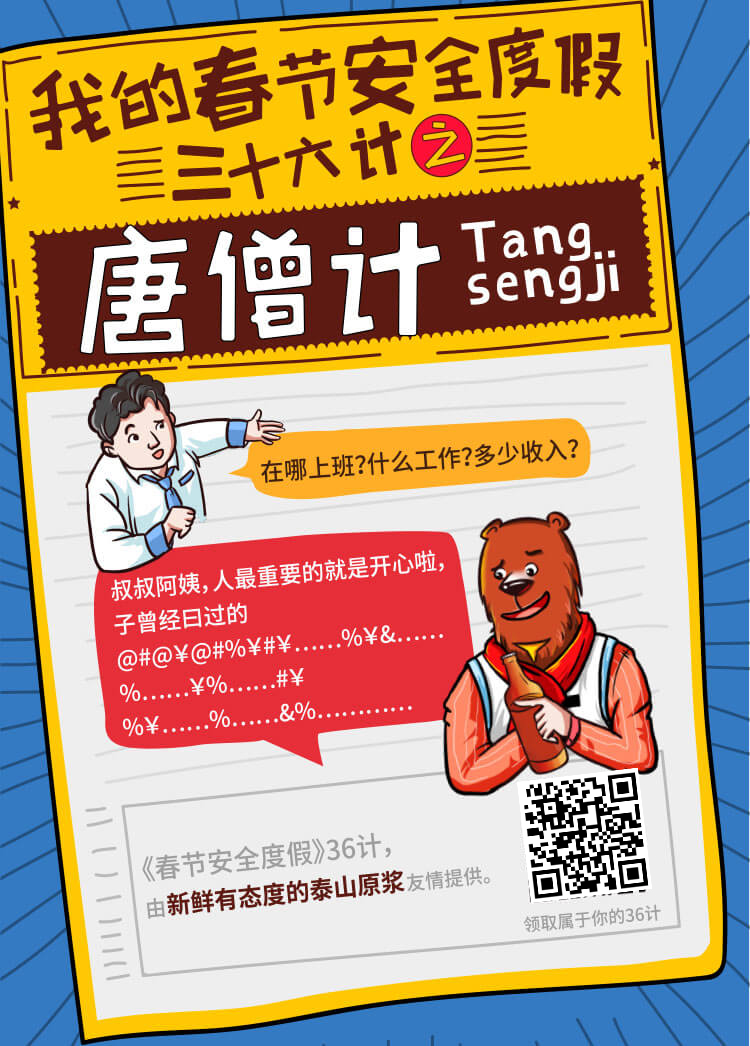 我的春节安全度假
三十六计之
唐僧计
Tang
sengji
在哪上班?什么工作?多少收入?
叔叔阿姨,人最重要的就是开心啦,
子曾经曰过的
@#@¥@#%¥#¥……%¥&……
%……¥%……#¥
%¥……%……&%…………
《春节安全度假》36计,
由新鲜有态度的泰山原浆友情提供。
领取属于你的36计